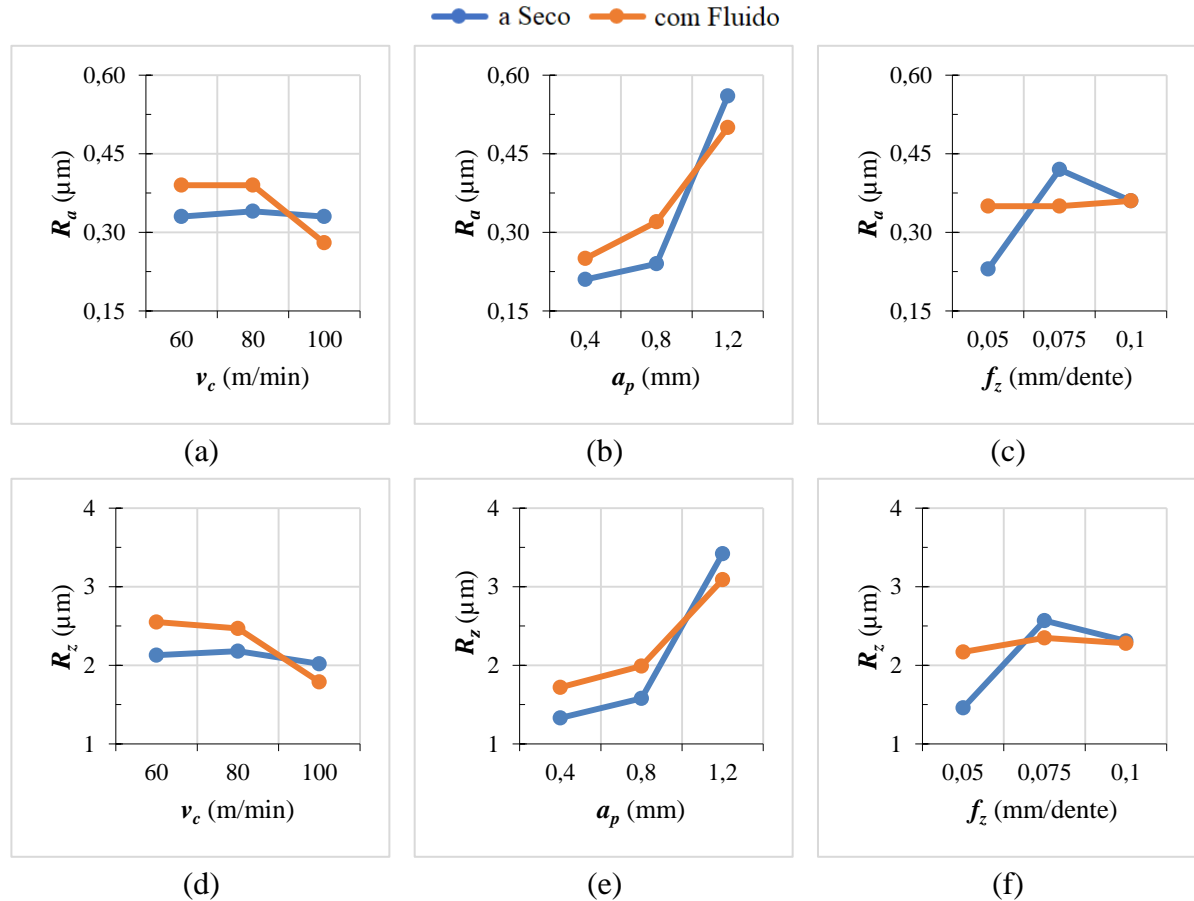 a Seco com Fluido
0,60
0,45
0,30
0,15
Ra (µm)
60 80 100
vc (m/min)
(a)
0,60
0,45
0,30
0,15
Ra (µm)
0,4 0,8 1,2
ap (mm)
(b)
0,60
0,45
0,30
0,15
Ra (µm)
0,05 0,075 0,1
fz (mm/dente)
(c)
4
3
2
1
Rz (µm)
60 80 100
vc (m/min)
(d)
4
3
2
1
Rz (µm)
0,4 0,8 1,2
ap (mm)
(e)
4
3
2
1
Rz (µm)
0,05 0,075 0,1
fz (mm/dente)
(f)